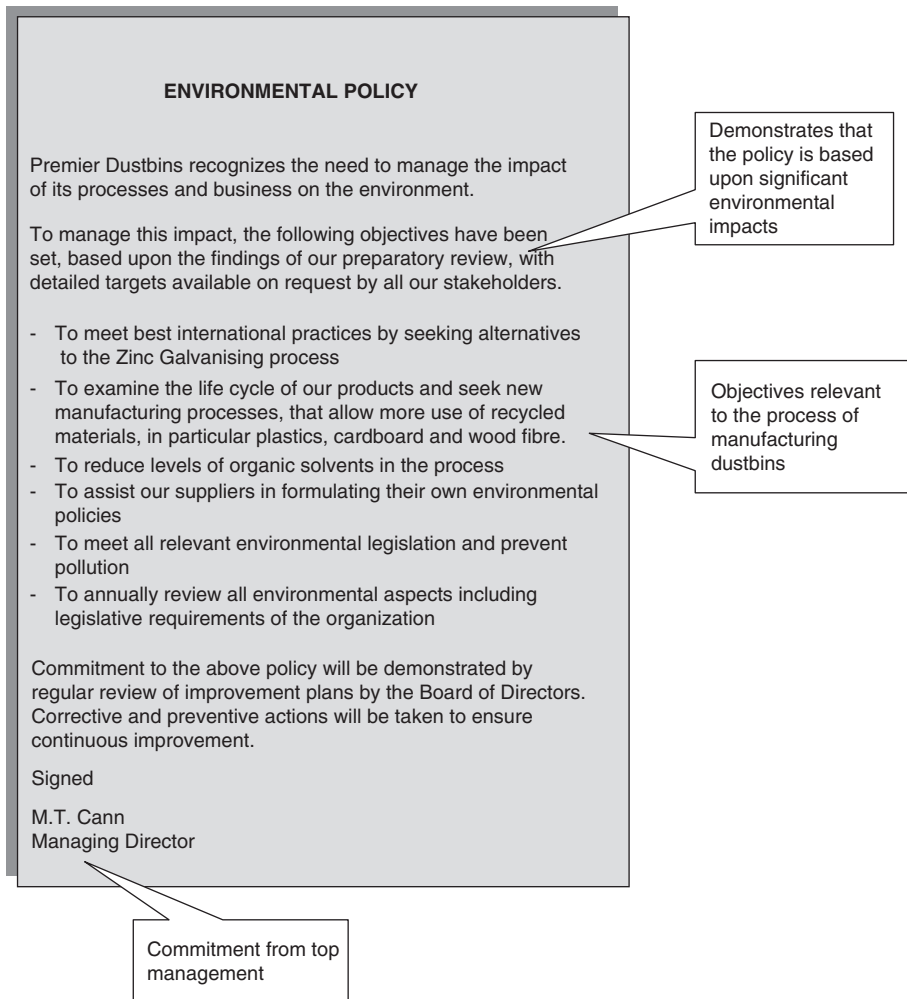 ENVIRONMENTAL POLICY
Premier Dustbins recognizes the need to manage the impact
of its processes and business on the environment.
To manage this impact, the following objectives have been
set, based upon the findings of our preparatory review, with
detailed targets available on request by all our stakeholders.
- To meet best international practices by seeking alternatives
to the Zinc Galvanising process
- To examine the life cycle of our products and seek new
manufacturing processes, that allow more use of recycled
materials, in particular plastics, cardboard and wood fibre.
- To reduce levels of organic solvents in the process
- To assist our suppliers in formulating their own environmental
policies
- To meet all relevant environmental legislation and prevent
pollution
- To annually review all environmental aspects including
legislative requirements of the organization
Commitment to the above policy will be demonstrated by
regular review of improvement plans by the Board of Directors.
Corrective and preventive actions will be taken to ensure
continuous improvement.
Signed
M.T. Cann
Managing Director
Demonstrates that
the policy is based
upon significant
environmental
impacts
Objectives relevant
to the process of
manufacturing
dustbins
Commitment from top
management